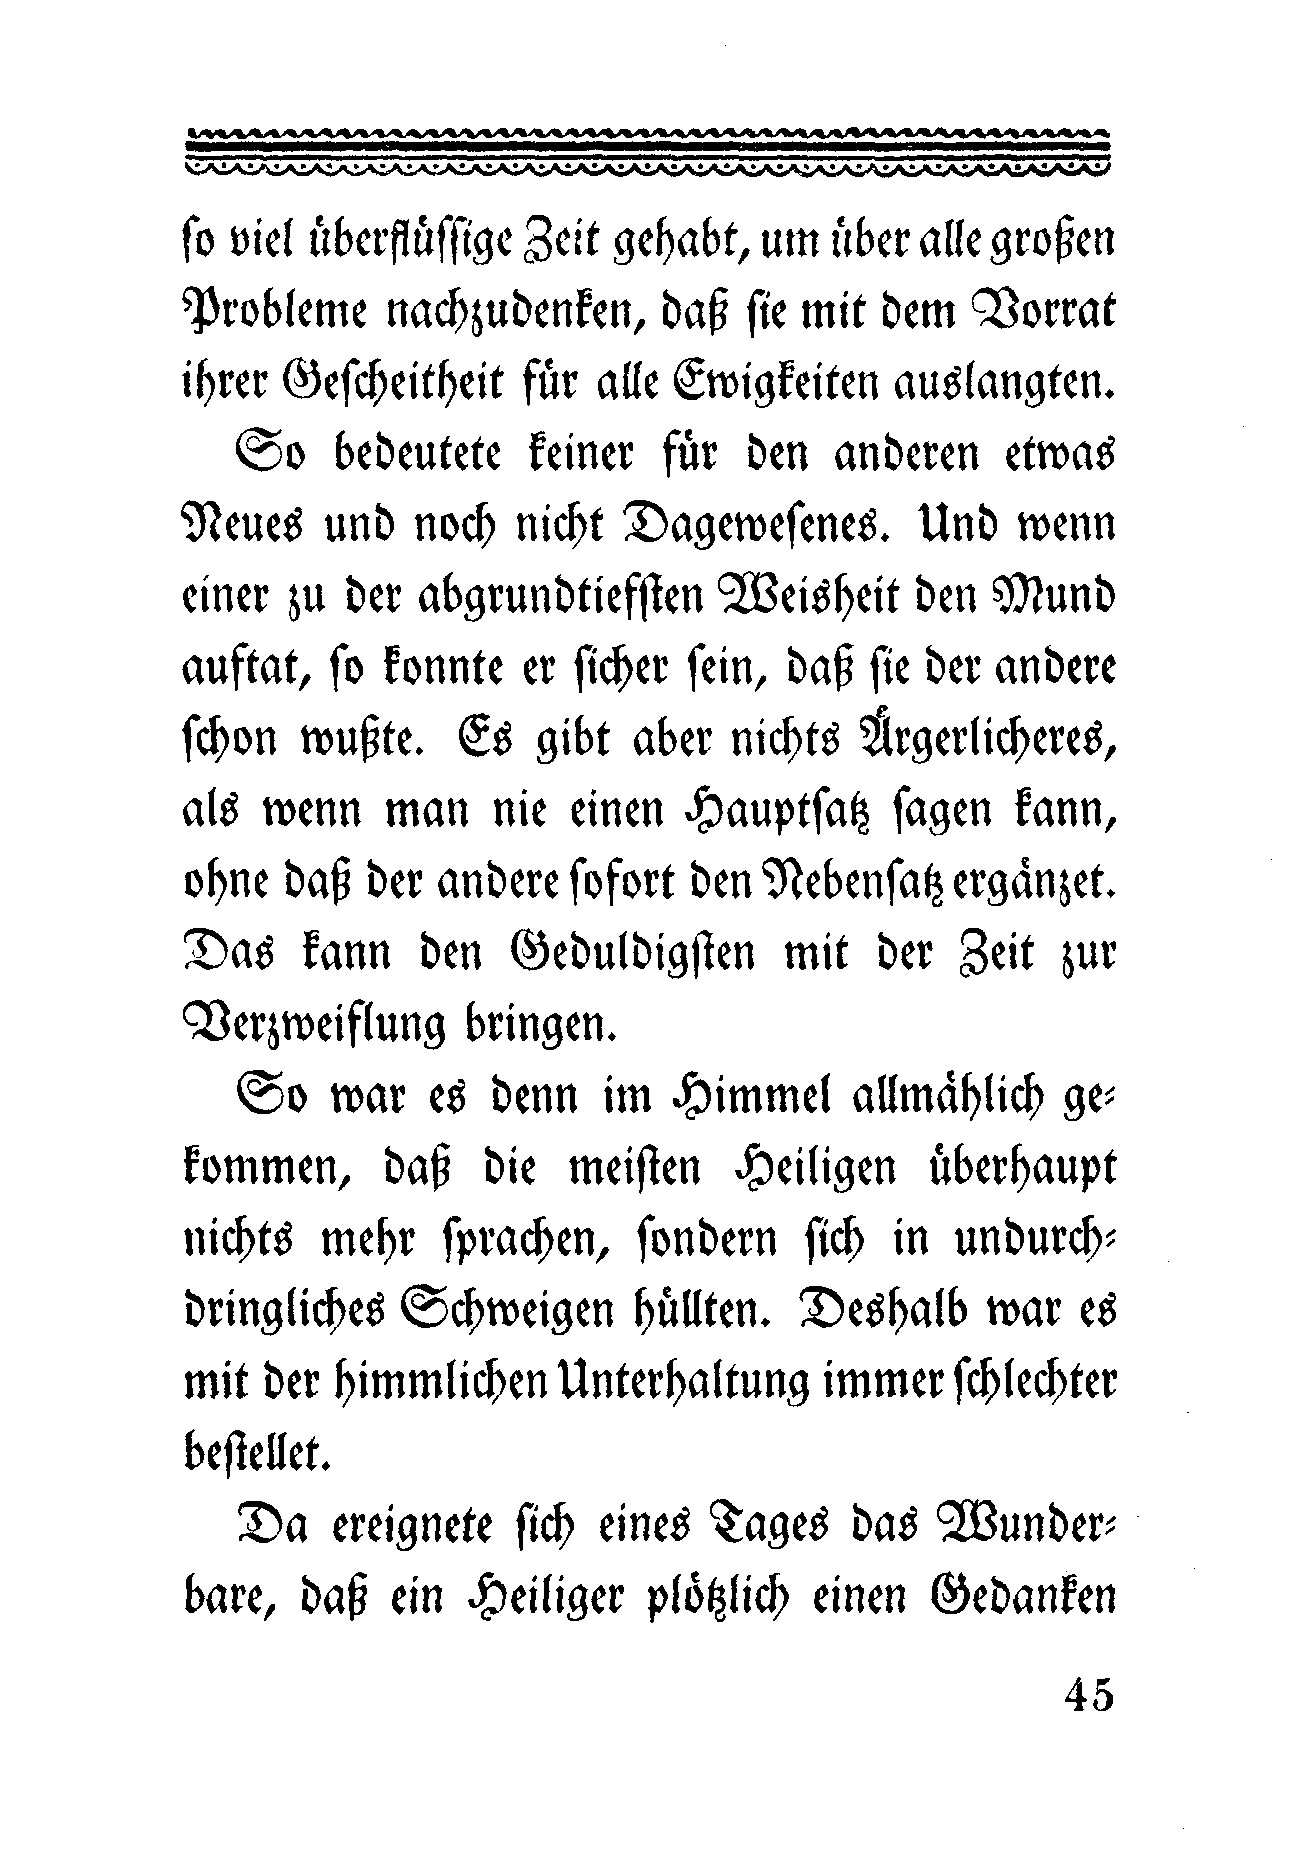 so viel überflüssige Zeit gehabt, um über alle großen
Probleme nachzudenken, daß sie mit dem Vorrat
ihrer Gescheitheit für alle Ewigkeiten auslangten.
So bedeutete keiner für den anderen etwas
Neues und noch nicht Dagewesenes. Und wenn
einer zu der abgrundtiefsten Weisheit den Mund
auftat, so konnte er sicher sein, daß sie der andere
schon wußte. Es gibt aber nichts Ärgerlicheres,
als wenn man nie einen Hauptsatz sagen kann,
ohne daß der andere sofort den Nebensatz ergänzet.
Das kann den Geduldigsten mit der Zeit zur
Verzweiflung bringen.
So war es denn im Himmel allmählich ge-
kommen, daß die meisten Heiligen überhaupt
nichts mehr sprachen, sondern sich in undurch-
dringliches Schweigen hüllten. Deshalb war es
mit der himmlichen Unterhaltung immer schlechter
bestellet.
Da ereignete sich eines Tages das Wunder-
bare, daß ein Heiliger plötzlich einen Gedanken
45